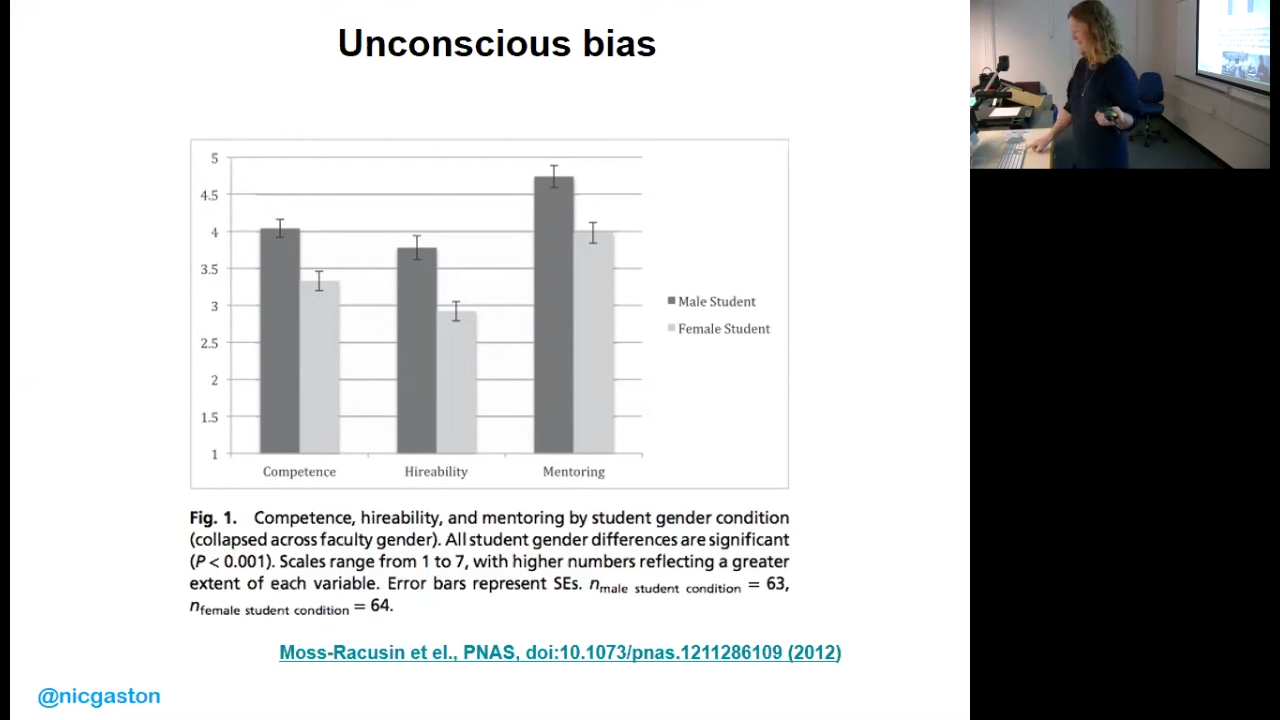 Unconscious bias
5
4.5
4
3.5
3
2.5
2
1.5
1
Competence
Hireability
Mentoring
Male Student
Female Student
Fig. 1. Competence, hireability, and mentoring by student gender condition
(collapsed across faculty gender). All student gender differences are significant
(P < 0.001). Scales range from 1 to 7, with higher numbers reflecting a greater
extent of each variable. Error bars represent SEs. nmale student condition = 63,
nfemale student condition = 64.
Moss-Racusin et el., PNAS, doi:10.1073/pnas.1211286109 (2012)
@nicgaston